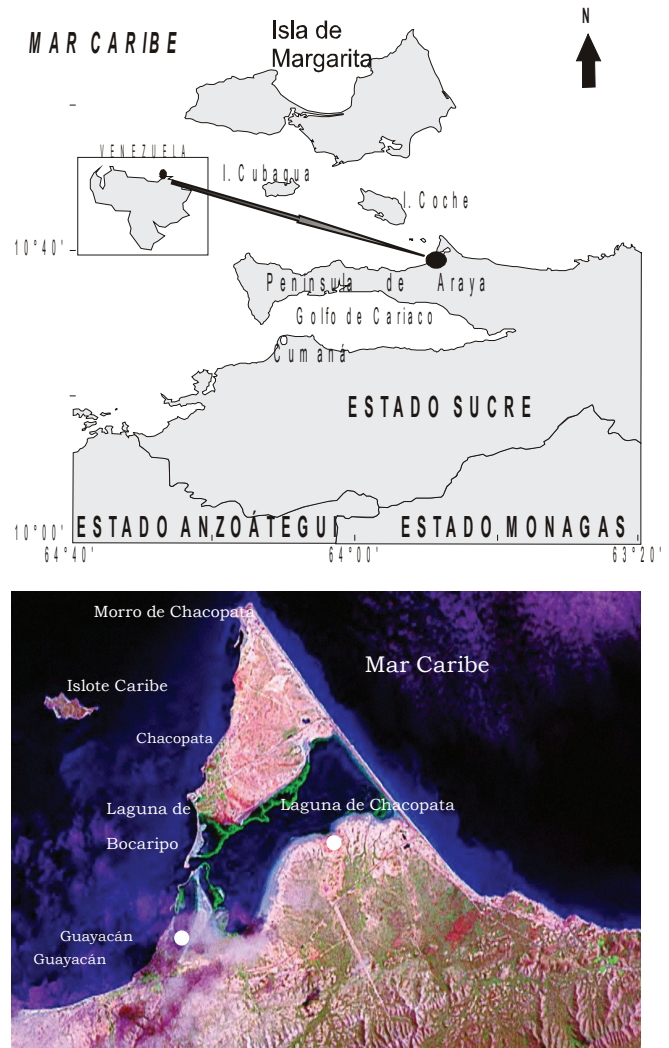 MAR CARIBE
Isla de
Margarita
N
VENEZUELA
I. Cubagua
I. Coche
10°40'
Península de Araya
Golfo de Cariaco
Cumaná
ESTADO SUCRE
10°00'
ESTADO ANZOÁTEGUI
ESTADO MONAGAS
64°40'
64°00'
63°20'
Morro de Chacopata
Mar Caribe
Islote Caribe
Chacopata
Laguna de
Bocaripo
Laguna de Chacopata
Guayacán
Guayacán